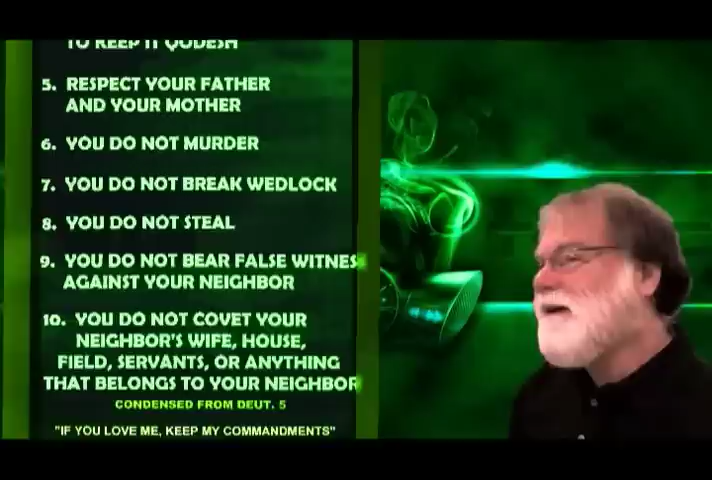 TO KEEP IT QODESH
5. RESPECT YOUR FATHER
AND YOUR MOTHER
6. YOU DO NOT MURDER
7. YOU DO NOT BREAK WEDLOCK
8. YOU DO NOT STEAL
9. YOU DO NOT BEAR FALSE WITNESS
AGAINST YOUR NEIGHBOR
10. YOU DO NOT COVET YOUR
NEIGHBOR'S WIFE, HOUSE,
FIELD, SERVANTS, OR ANYTHING
THAT BELONGS TO YOUR NEIGHBOR
CONDENSED FROM DEUT. 5
"IF YOU LOVE ME, KEEP MY COMMANDMENTS"